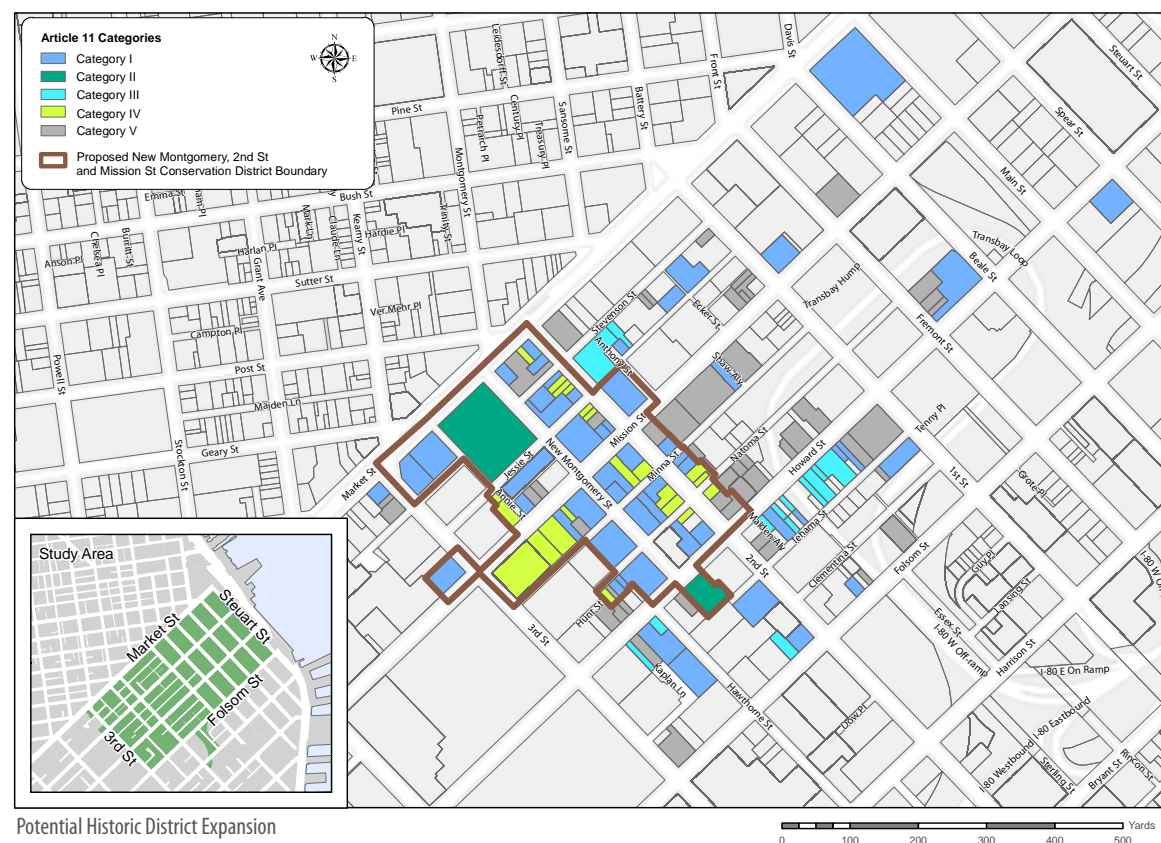 Article 11 Categories
Category I
Category II
Category III
Category IV
Category V
Proposed New Montgomery, 2nd St
and Mission St Conservation District Boundary
N
W
E
S
Leidesdorff St
Century Pl
Petrarch Pl
Treasury Pl
Sansome St
Battery St
Front St
Davis St
Steuart St
Spear St
Main St
Pine St
Montgomery St
Bush St
Emma St
Mark Ln
Claude Ln
Kearny St
Hardie Pl
Trinity St
Harlan Pl
Grant Ave
Chelsea Pl
Burritt St
Anson Pl
Sutter St
Ver Mehr Pl
Campton Pl
Post St
Powell St
Maiden Ln
Geary St
Stockton St
Market St
Transbay Loop
Beale St
Transbay Hump
Fremont St
Stevenson St
Ecker St
Anthony St
Shaw Aly
Mission St
Tenny Pl
Natoma St
Howard St
Minna St
New Montgomery St
Jessie St
Annie St
1st St
Grote Pl
Malden Aly
Tehama St
2nd St
Clementina St
Folsom St
Guy Pl
Lansing St
Essex St
I-80 W Off-ramp
Harrison St
I-80 E On Ramp
I-80 W O
Hunt St
3rd St
Kaplan Ln
Hawthorne St
Dow Pl
I-80 Westbound
I-80 Eastbound
Sterling St
Bryant St
Rincon St
Study Area
Market St
Steuart St
Folsom St
3rd St
Potential Historic District Expansion
Yards
0
100
200
300
400
500